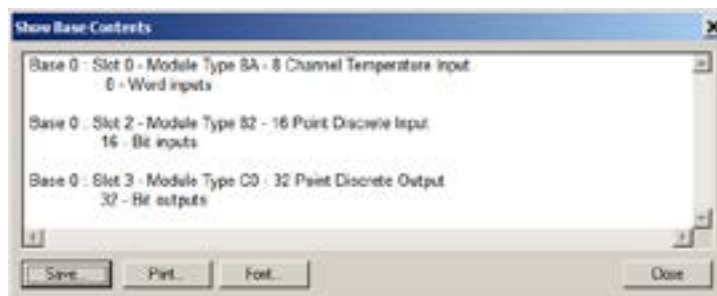 Show Base Contents
Base 0 : Slot 0 - Module Type 8A - 8 Channel Temperature Input
8 - Word inputs
Base 0 : Slot 2 - Module Type 82 - 16 Point Discrete Input
16 - Bit inputs
Base 0 : Slot 3 - Module Type C0 - 32 Point Discrete Output
32 - Bit outputs
Save... Print... Font... Close